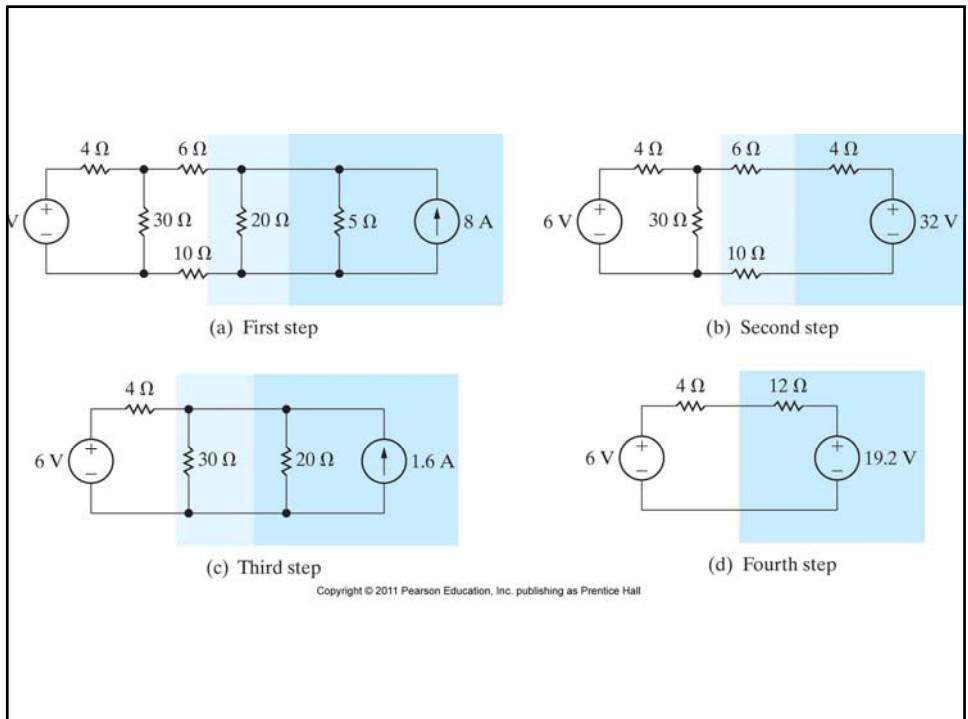 4 Ω 6 Ω
V 30 Ω 20 Ω 5 Ω 8 A
10 Ω
(a) First step
4 Ω 6 Ω 4 Ω
6 V 30 Ω 32 V
10 Ω
(b) Second step
4 Ω
6 V 30 Ω 20 Ω 1.6 A
(c) Third step
4 Ω 12 Ω
6 V 19.2 V
(d) Fourth step
Copyright © 2011 Pearson Education, Inc. publishing as Prentice Hall